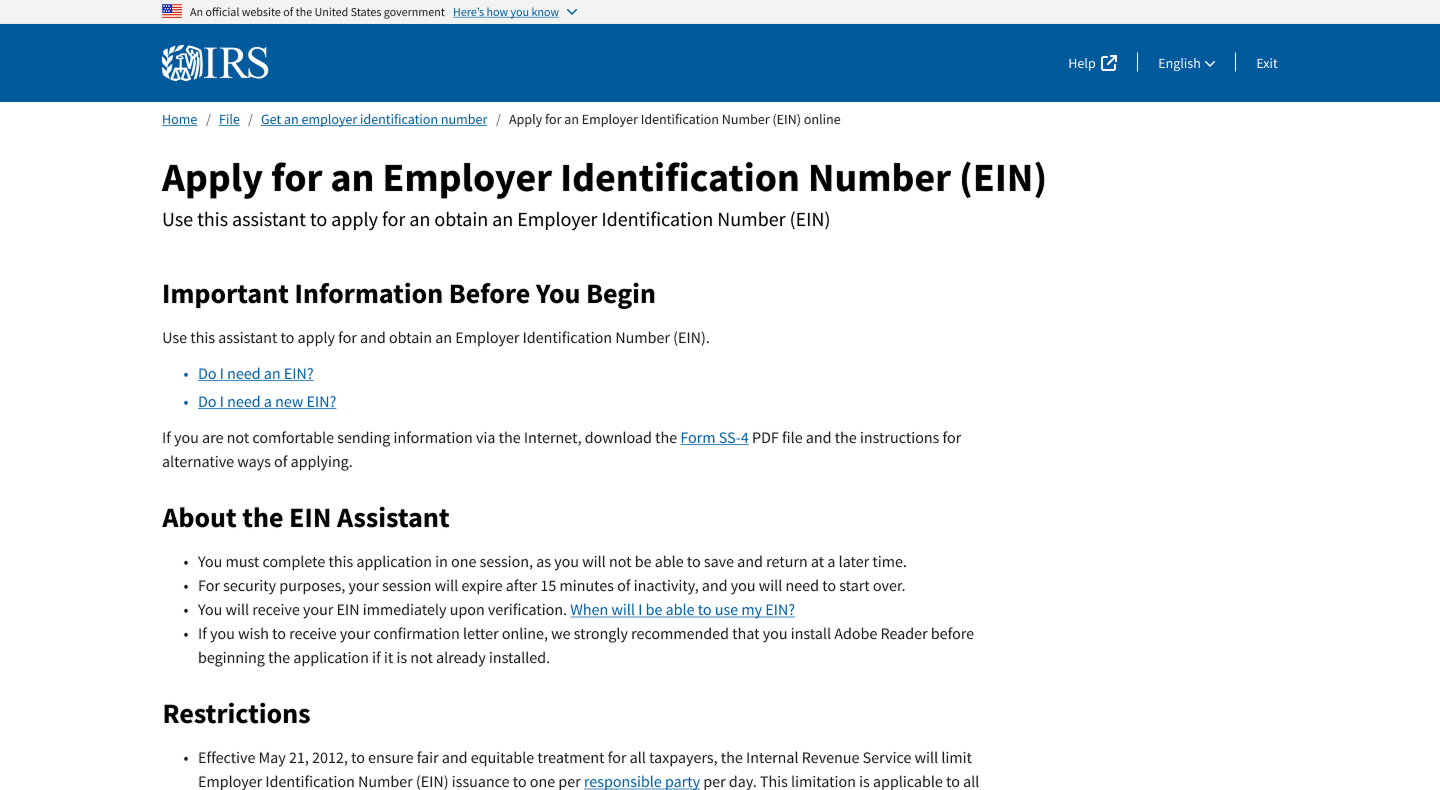 An official website of the United States government Here's how you know
IRS
Help English Exit
Home / File / Get an employer identification number / Apply for an Employer Identification Number (EIN) online
Apply for an Employer Identification Number (EIN)
Use this assistant to apply for an obtain an Employer Identification Number (EIN)
Important Information Before You Begin
Use this assistant to apply for and obtain an Employer Identification Number (EIN).
• Do I need an EIN?
• Do I need a new EIN?
If you are not comfortable sending information via the Internet, download the Form SS-4 PDF file and the instructions for
alternative ways of applying.
About the EIN Assistant
• You must complete this application in one session, as you will not be able to save and return at a later time.
• For security purposes, your session will expire after 15 minutes of inactivity, and you will need to start over.
• You will receive your EIN immediately upon verification. When will I be able to use my EIN?
• If you wish to receive your confirmation letter online, we strongly recommended that you install Adobe Reader before
beginning the application if it is not already installed.
Restrictions
• Effective May 21, 2012, to ensure fair and equitable treatment for all taxpayers, the Internal Revenue Service will limit
Employer Identification Number (EIN) issuance to one per responsible party per day. This limitation is applicable to all